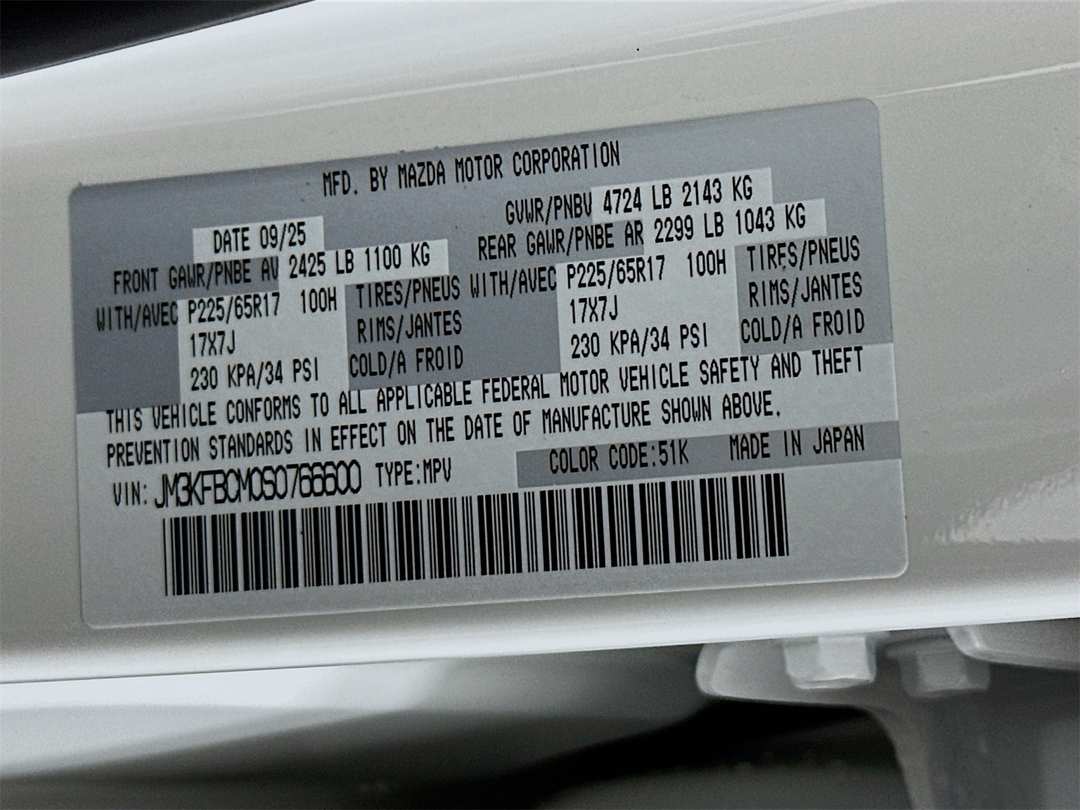 MFD. BY MAZDA MOTOR CORPORATION
DATE 09/25
GVWR/PNBV 4724 LB 2143 KG
FRONT GAWR/PNBE AV 2425 LB 1100 KG
REAR GAWR/PNBE AR 2299 LB 1043 KG
WITH/AVEC P225/65R17 100H TIRES/PNEUS
17X7J RIMS/JANTES
230 KPA/34 PSI COLD/A FROID
WITH/AVEC P225/65R17 100H TIRES/PNEUS
17X7J RIMS/JANTES
230 KPA/34 PSI COLD/A FROID
THIS VEHICLE CONFORMS TO ALL APPLICABLE FEDERAL MOTOR VEHICLE SAFETY AND THEFT
PREVENTION STANDARDS IN EFFECT ON THE DATE OF MANUFACTURE SHOWN ABOVE.
VIN: JM3KFBCM0S0766600 TYPE:MPV
COLOR CODE:51K MADE IN JAPAN